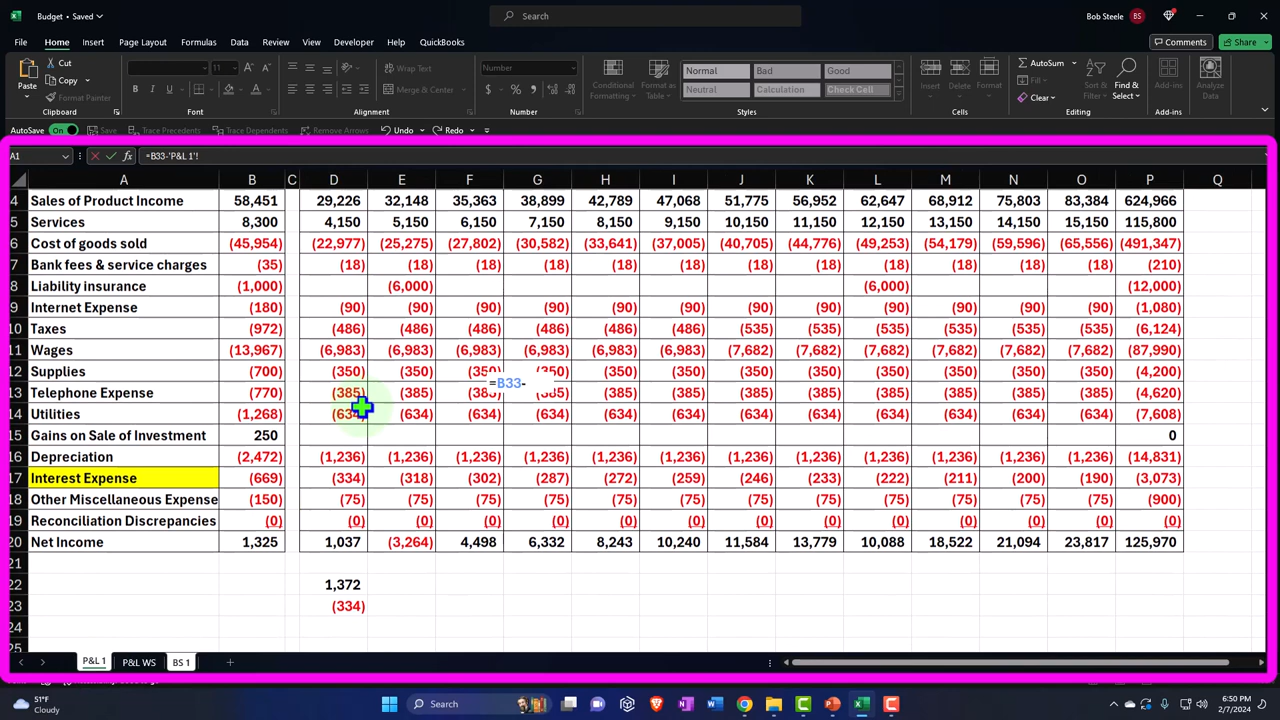 Budget • Saved
Search
Bob Steele BS
File Home Insert Page Layout Formulas Data Review View Developer Help QuickBooks Comments Share
Paste Cut Copy Format Painter Clipboard
11 Font
Wrap Text Merge & Center Alignment
Number Number
Conditional Formatting Format as Table
Normal Bad Good
Neutral Calculation Check Cell
Styles
Insert Delete Format Cells
AutoSum Fill Clear Sort & Filter Find & Select Editing
Analyze Data Analysis
AutoSave On Save Trace Precedents Trace Dependents Remove Arrows Undo Redo
A1 fx =B33-'P&L 1'!
A B C D E F G H I J K L M N O P Q
4 Sales of Product Income 58,451 29,226 32,148 35,363 38,899 42,789 47,068 51,775 56,952 62,647 68,912 75,803 83,384 624,966
5 Services 8,300 4,150 5,150 6,150 7,150 8,150 9,150 10,150 11,150 12,150 13,150 14,150 15,150 115,800
6 Cost of goods sold (45,954) (22,977) (25,275) (27,802) (30,582) (33,641) (37,005) (40,705) (44,776) (49,253) (54,179) (59,596) (65,556) (491,347)
7 Bank fees & service charges (35) (18) (18) (18) (18) (18) (18) (18) (18) (18) (18) (18) (18) (210)
8 Liability insurance (1,000) (6,000) (6,000) (12,000)
9 Internet Expense (180) (90) (90) (90) (90) (90) (90) (90) (90) (90) (90) (90) (90) (1,080)
10 Taxes (972) (486) (486) (486) (486) (486) (486) (535) (535) (535) (535) (535) (535) (6,124)
11 Wages (13,967) (6,983) (6,983) (6,983) (6,983) (6,983) (6,983) (7,682) (7,682) (7,682) (7,682) (7,682) (7,682) (87,990)
12 Supplies (700) (350) (350) (350) (350) (350) (350) (350) (350) (350) (350) (350) (350) (4,200)
=B33-
13 Telephone Expense (770) (385) (385) (385) (385) (385) (385) (385) (385) (385) (385) (385) (385) (4,620)
14 Utilities (1,268) (634) (634) (634) (634) (634) (634) (634) (634) (634) (634) (634) (634) (7,608)
15 Gains on Sale of Investment 250 0
16 Depreciation (2,472) (1,236) (1,236) (1,236) (1,236) (1,236) (1,236) (1,236) (1,236) (1,236) (1,236) (1,236) (1,236) (14,831)
17 Interest Expense (669) (334) (318) (302) (287) (272) (259) (246) (233) (222) (211) (200) (190) (3,073)
18 Other Miscellaneous Expense (150) (75) (75) (75) (75) (75) (75) (75) (75) (75) (75) (75) (75) (900)
19 Reconciliation Discrepancies (0) (0) (0) (0) (0) (0) (0) (0) (0) (0) (0) (0) (0) (0)
20 Net Income 1,325 1,037 (3,264) 4,498 6,332 8,243 10,240 11,584 13,779 10,088 18,522 21,094 23,817 125,970
21
22 1,372
23 (334)
24
25
P&L 1 P&L WS BS 1
51°F
Cloudy
Search
6:50 PM
2/7/2024